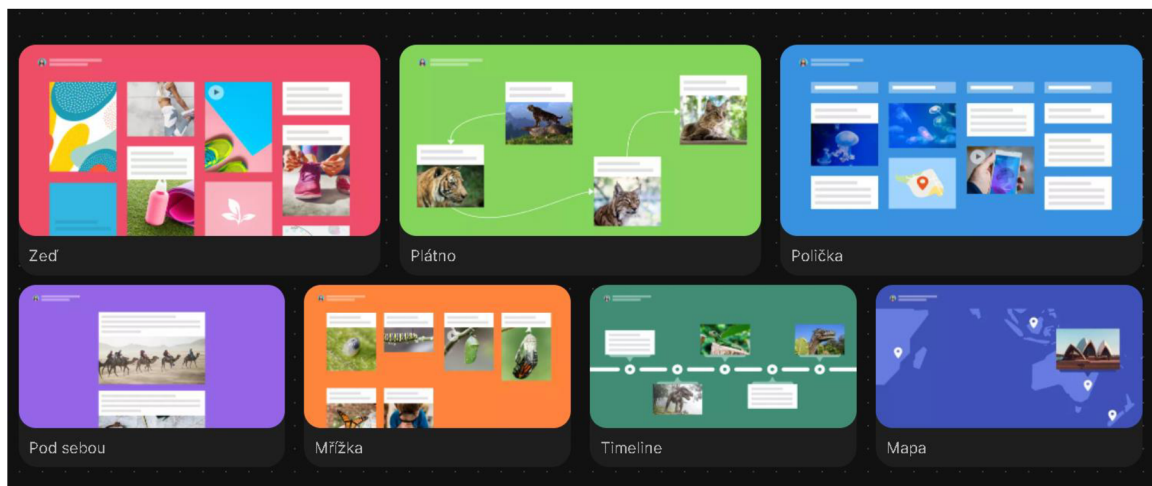 Zeď
Plátno
Polička
Pod sebou
Mřížka
Timeline
Mapa